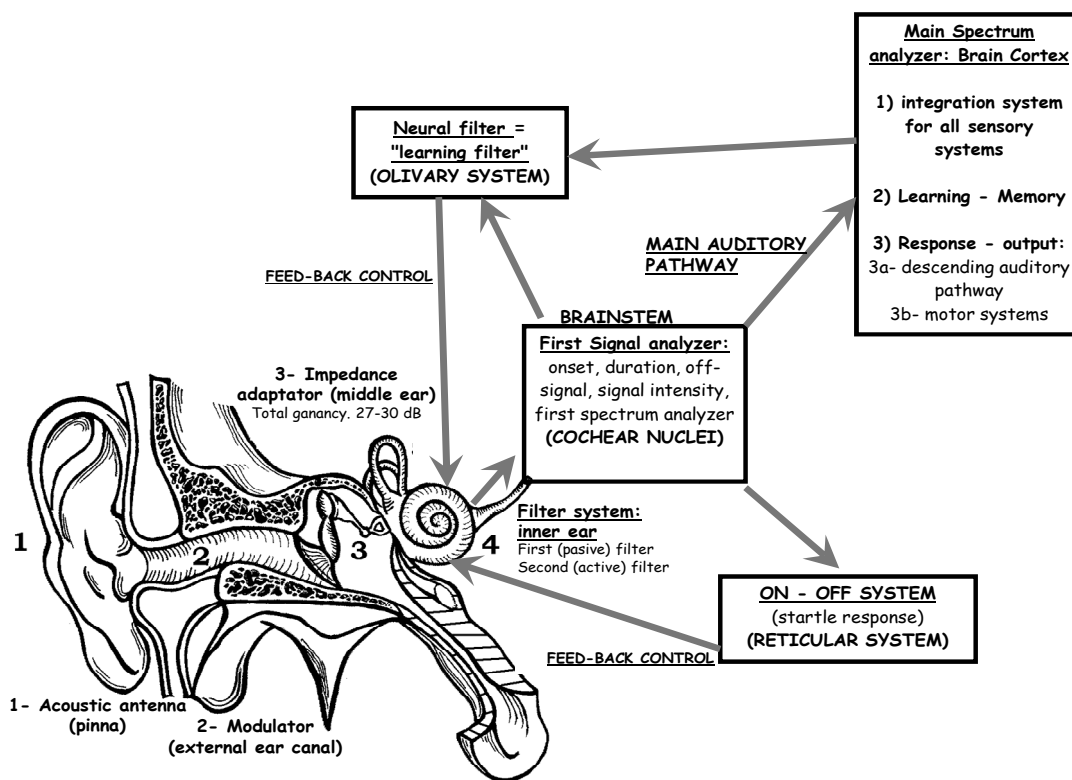 Main Spectrum
analyzer: Brain Cortex
1) integration system
for all sensory
systems
2) Learning - Memory
3) Response - output:
3a- descending auditory
pathway
3b- motor systems
Neural filter =
"learning filter"
(OLIVARY SYSTEM)
MAIN AUDITORY
PATHWAY
FEED-BACK CONTROL
BRAINSTEM
First Signal analyzer:
onset, duration, off-
signal, signal intensity,
first spectrum analyzer
(COCHEAR NUCLEI)
3- Impedance
adaptator (middle ear)
Total ganancy. 27-30 dB
1
2
3
4
Filter system:
inner ear
First (pasive) filter
Second (active) filter
ON - OFF SYSTEM
(startle response)
(RETICULAR SYSTEM)
FEED-BACK CONTROL
1- Acoustic antenna
(pinna)
2- Modulator
(external ear canal)